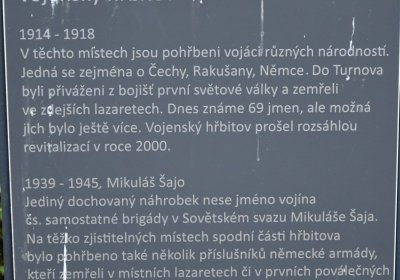 1914 - 1918
V těchto místech jsou pohřbeni vojáci různých národností.
Jedná se zejména o Čechy, Rakušany, Němce. Do Turnova
byli přiváženi z bojišť první světové války a zemřeli
ve zdejších lazaretech. Dnes známe 69 jmen, ale možná
jich bylo ještě více. Vojenský hřbitov prošel rozsáhlou
revitalizací v roce 2000.
1939 - 1945, Mikuláš Šajo
Jediný dochovaný náhrobek nese jméno vojína
čs. samostatné brigády v Sovětském svazu Mikuláše Šaja.
Na těžko zjistitelných místech spodní části hřbitova
bylo pohřbeno také několik příslušníků německé armády,
kteří zemřeli v místních lazaretech či v prvních poválečných